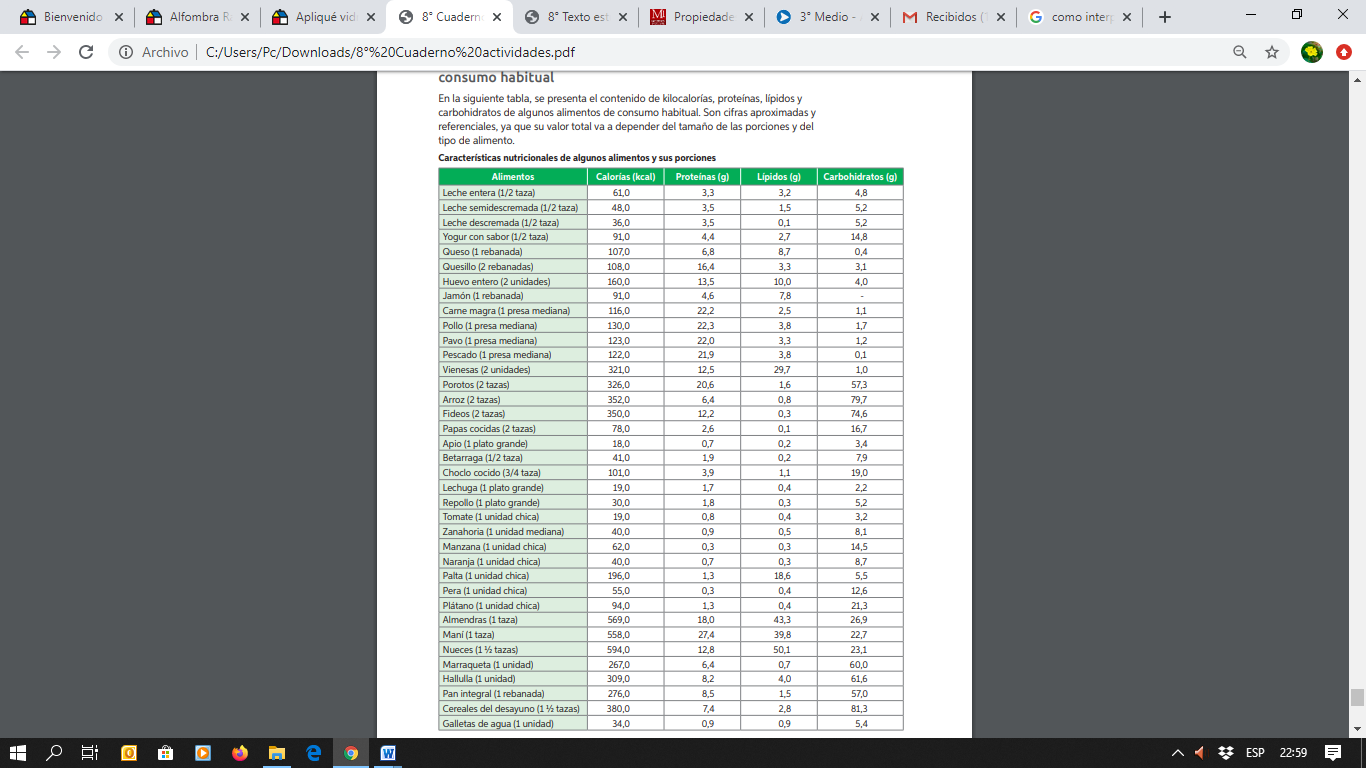 Bienvenido
Alfombra R
Apliqué vid
8° Cuadern
8° Texto est
Propiedade
3° Medio -
Recibidos (
como inter
Archivo | C:/Users/Pc/Downloads/8°%20Cuaderno%20actividades.pdf
consumo habitual
En la siguiente tabla, se presenta el contenido de kilocalorías, proteínas, lípidos y
carbohidratos de algunos alimentos de consumo habitual. Son cifras aproximadas y
referenciales, ya que su valor total va a depender del tamaño de las porciones y del
tipo de alimento.
Características nutricionales de algunos alimentos y sus porciones
Alimentos Calorías (kcal) Proteínas (g) Lípidos (g) Carbohidratos (g)
Leche entera (1/2 taza) 61,0 3,3 3,2 4,8
Leche semidescremada (1/2 taza) 48,0 3,5 1,5 5,2
Leche descremada (1/2 taza) 36,0 3,5 0,1 5,2
Yogur con sabor (1/2 taza) 91,0 4,4 2,7 14,8
Queso (1 rebanada) 107,0 6,8 8,7 0,4
Quesillo (2 rebanadas) 108,0 16,4 3,3 3,1
Huevo entero (2 unidades) 160,0 13,5 10,0 4,0
Jamón (1 rebanada) 91,0 4,6 7,8 -
Carne magra (1 presa mediana) 116,0 22,2 2,5 1,1
Pollo (1 presa mediana) 130,0 22,3 3,8 1,7
Pavo (1 presa mediana) 123,0 22,0 3,3 1,2
Pescado (1 presa mediana) 122,0 21,9 3,8 0,1
Vienesas (2 unidades) 321,0 12,5 29,7 1,0
Porotos (2 tazas) 326,0 20,6 1,6 57,3
Arroz (2 tazas) 352,0 6,4 0,8 79,7
Fideos (2 tazas) 350,0 12,2 0,3 74,6
Papas cocidas (2 tazas) 78,0 2,6 0,1 16,7
Apio (1 plato grande) 18,0 0,7 0,2 3,4
Betarraga (1/2 taza) 41,0 1,9 0,2 7,9
Choclo cocido (3/4 taza) 101,0 3,9 1,1 19,0
Lechuga (1 plato grande) 19,0 1,7 0,4 2,2
Repollo (1 plato grande) 30,0 1,8 0,3 5,2
Tomate (1 unidad chica) 19,0 0,8 0,4 3,2
Zanahoria (1 unidad mediana) 40,0 0,9 0,5 8,1
Manzana (1 unidad chica) 62,0 0,3 0,3 14,5
Naranja (1 unidad chica) 40,0 0,7 0,3 8,7
Palta (1 unidad chica) 196,0 1,3 18,6 5,5
Pera (1 unidad chica) 55,0 0,3 0,4 12,6
Plátano (1 unidad chica) 94,0 1,3 0,4 21,3
Almendras (1 taza) 569,0 18,0 43,3 26,9
Maní (1 taza) 558,0 27,4 39,8 22,7
Nueces (1 ½ tazas) 594,0 12,8 50,1 23,1
Marraqueta (1 unidad) 267,0 6,4 0,7 60,0
Hallulla (1 unidad) 309,0 8,2 4,0 61,6
Pan integral (1 rebanada) 276,0 8,5 1,5 57,0
Cereales del desayuno (1 ½ tazas) 380,0 7,4 2,8 81,3
Galletas de agua (1 unidad) 34,0 0,9 0,9 5,4
ESP 22:59